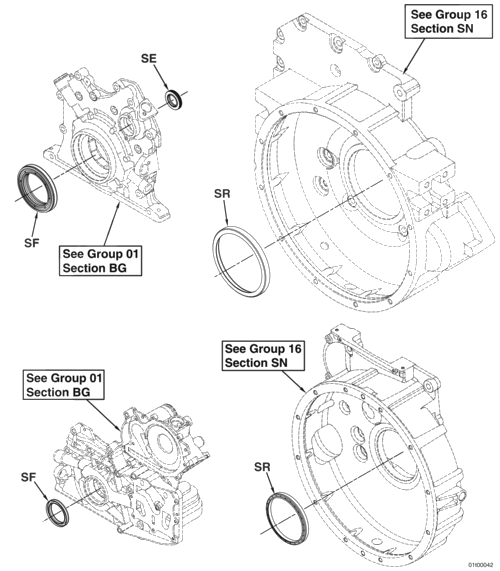 See Group 16
Section SN
SE
SR
SF
See Group 01
Section BG
See Group 16
Section SN
See Group 01
Section BG
SR
SF
01I00042